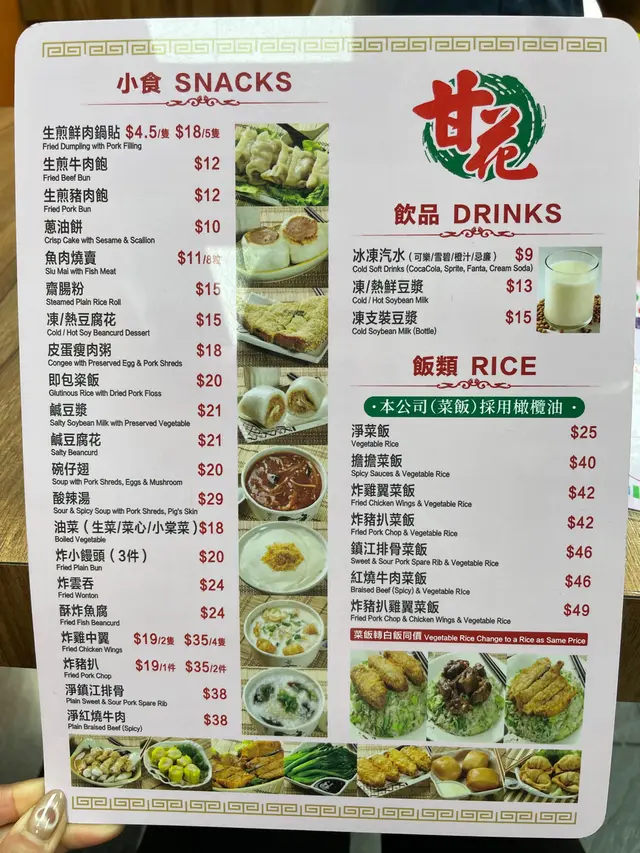 小食 SNACKS
生煎鮮肉鍋貼 $4.5/隻 $18/5隻
Fried Dumpling with Pork Filling
生煎牛肉飽 $12
Fried Beef Bun
生煎豬肉飽 $12
Fried Pork Bun
蔥油餅 $10
Crisp Cake with Sesame & Scallion
魚肉燒賣 $11/8粒
Siu Mai with Fish Meat
齋腸粉 $15
Steamed Plain Rice Roll
凍/熱豆腐花 $15
Cold / Hot Soy Beancurd Dessert
皮蛋瘦肉粥 $18
Congee with Preserved Egg & Pork Shreds
即包粢飯 $20
Glutinous Rice with Dried Pork Floss
鹹豆漿 $21
Salty Soybean Milk with Preserved Vegetable
鹹豆腐花 $21
Salty Beancurd
碗仔翅 $20
Soup with Pork Shreds, Eggs & Mushroom
酸辣湯 $29
Sour & Spicy Soup with Pork Shreds, Pig's Skin
油菜（生菜/菜心/小棠菜）$18
Boiled Vegetable
炸小饅頭（3件） $20
Fried Plain Bun
炸雲吞 $24
Fried Wonton
酥炸魚腐 $24
Fried Fish Beancurd
炸雞中翼 $19/2隻 $35/4隻
Fried Chicken Wings
炸豬扒 $19/1件 $35/2件
Fried Pork Chop
淨鎮江排骨 $38
Plain Sweet & Sour Pork Spare Rib
淨紅燒牛肉 $38
Plain Braised Beef (Spicy)
甘花
飲品 DRINKS
冰凍汽水（可樂/雪碧/橙汁/忌廉） $9
Cold Soft Drinks (CocaCola, Sprite, Fanta, Cream Soda)
凍/熱鮮豆漿 $13
Cold / Hot Soybean Milk
凍支裝豆漿 $15
Cold Soybean Milk (Bottle)
飯類 RICE
·本公司(菜飯)採用橄欖油·
淨菜飯 $25
Vegetable Rice
擔擔菜飯 $40
Spicy Sauces & Vegetable Rice
炸雞翼菜飯 $42
Fried Chicken Wings & Vegetable Rice
炸豬扒菜飯 $42
Fried Pork Chop & Vegetable Rice
鎮江排骨菜飯 $46
Sweet & Sour Pork Spare Rib & Vegetable Rice
紅燒牛肉菜飯 $46
Braised Beef (Spicy) & Vegetable Rice
炸豬扒雞翼菜飯 $49
Fried Pork Chop & Chicken Wings & Vegetable Rice
菜飯轉白飯同價 Vegetable Rice Change to a Rice as Same Price